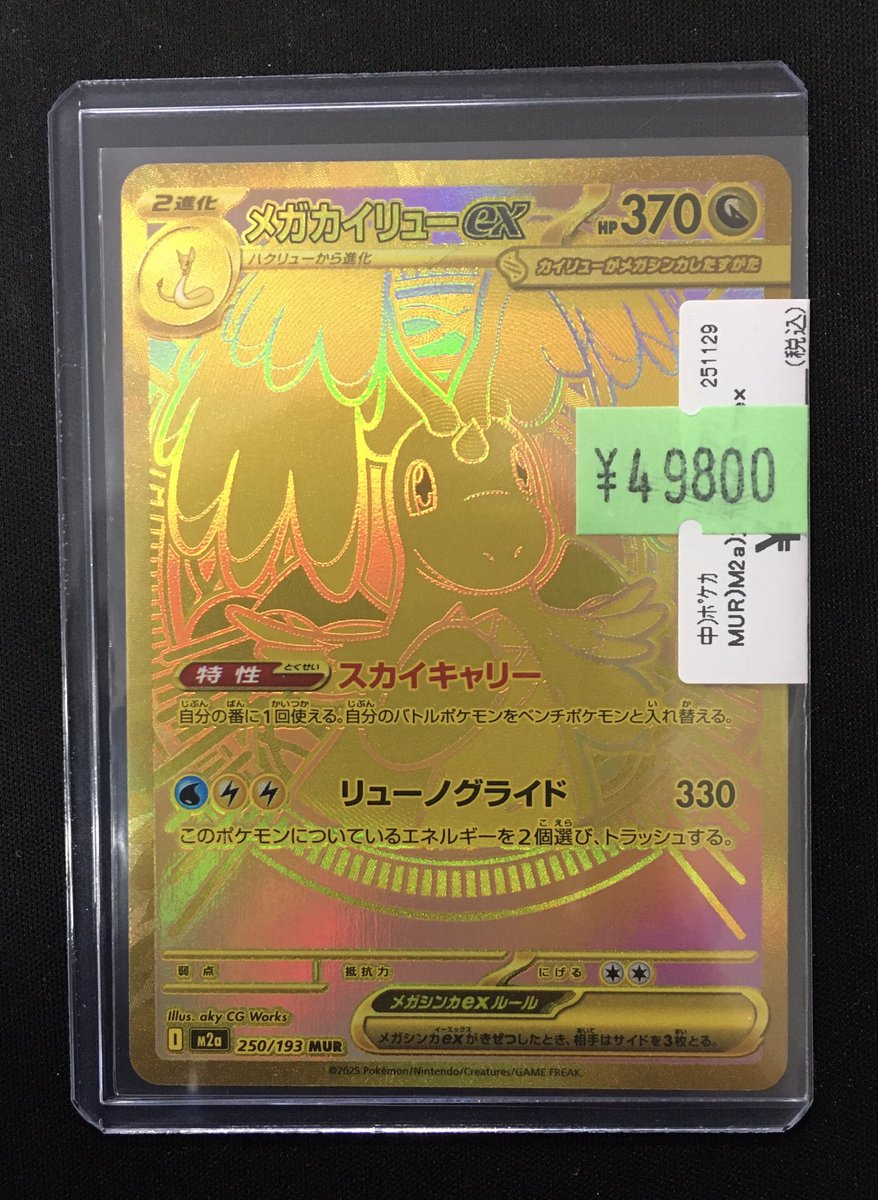 2進化
メガカイリューex
HP 370
ハクリューから進化
カイリューがメガシンカしたすがた
251129
(税込)
¥49800
中)ポケカ
MUR)M2a)
ex
特性 とくせい
スカイキャリー
自分の番に1回使える。自分のバトルポケモンをベンチポケモンと入れ替える。
リューノグライド 330
このポケモンについているエネルギーを2個選び、トラッシュする。
弱点 抵抗力 にげる
メガシンカexルール
メガシンカexがきぜつしたとき、相手はサイドを3枚とる。
Illus. aky CG Works
I m2a 250/193 MUR
©2025 Pokémon/Nintendo/Creatures/GAME FREAK.